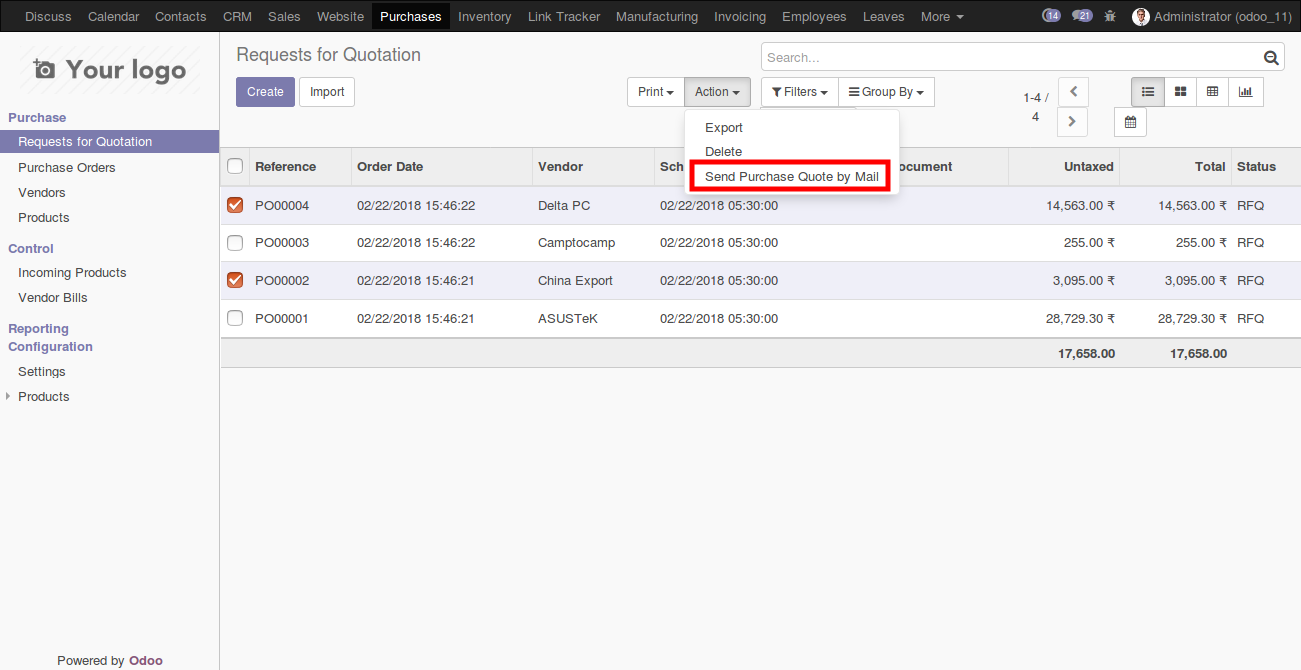 Discuss Calendar Contacts CRM Sales Website Purchases Inventory Link Tracker Manufacturing Invoicing Employees Leaves More 14 21 Administrator (odoo_11)
Your logo
Purchase
Requests for Quotation
Purchase Orders
Vendors
Products
Control
Incoming Products
Vendor Bills
Reporting
Configuration
Settings
Products
Powered by Odoo
Requests for Quotation
Search...
Create Import Print Action Filters Group By 1-4 / 4
Export
Delete
Send Purchase Quote by Mail
Reference Order Date Vendor Sch ocument Untaxed Total Status
PO00004 02/22/2018 15:46:22 Delta PC 02/22/2018 05:30:00 14,563.00 ₹ 14,563.00 ₹ RFQ
PO00003 02/22/2018 15:46:22 Camptocamp 02/22/2018 05:30:00 255.00 ₹ 255.00 ₹ RFQ
PO00002 02/22/2018 15:46:21 China Export 02/22/2018 05:30:00 3,095.00 ₹ 3,095.00 ₹ RFQ
PO00001 02/22/2018 15:46:21 ASUSTeK 02/22/2018 05:30:00 28,729.30 ₹ 28,729.30 ₹ RFQ
17,658.00 17,658.00